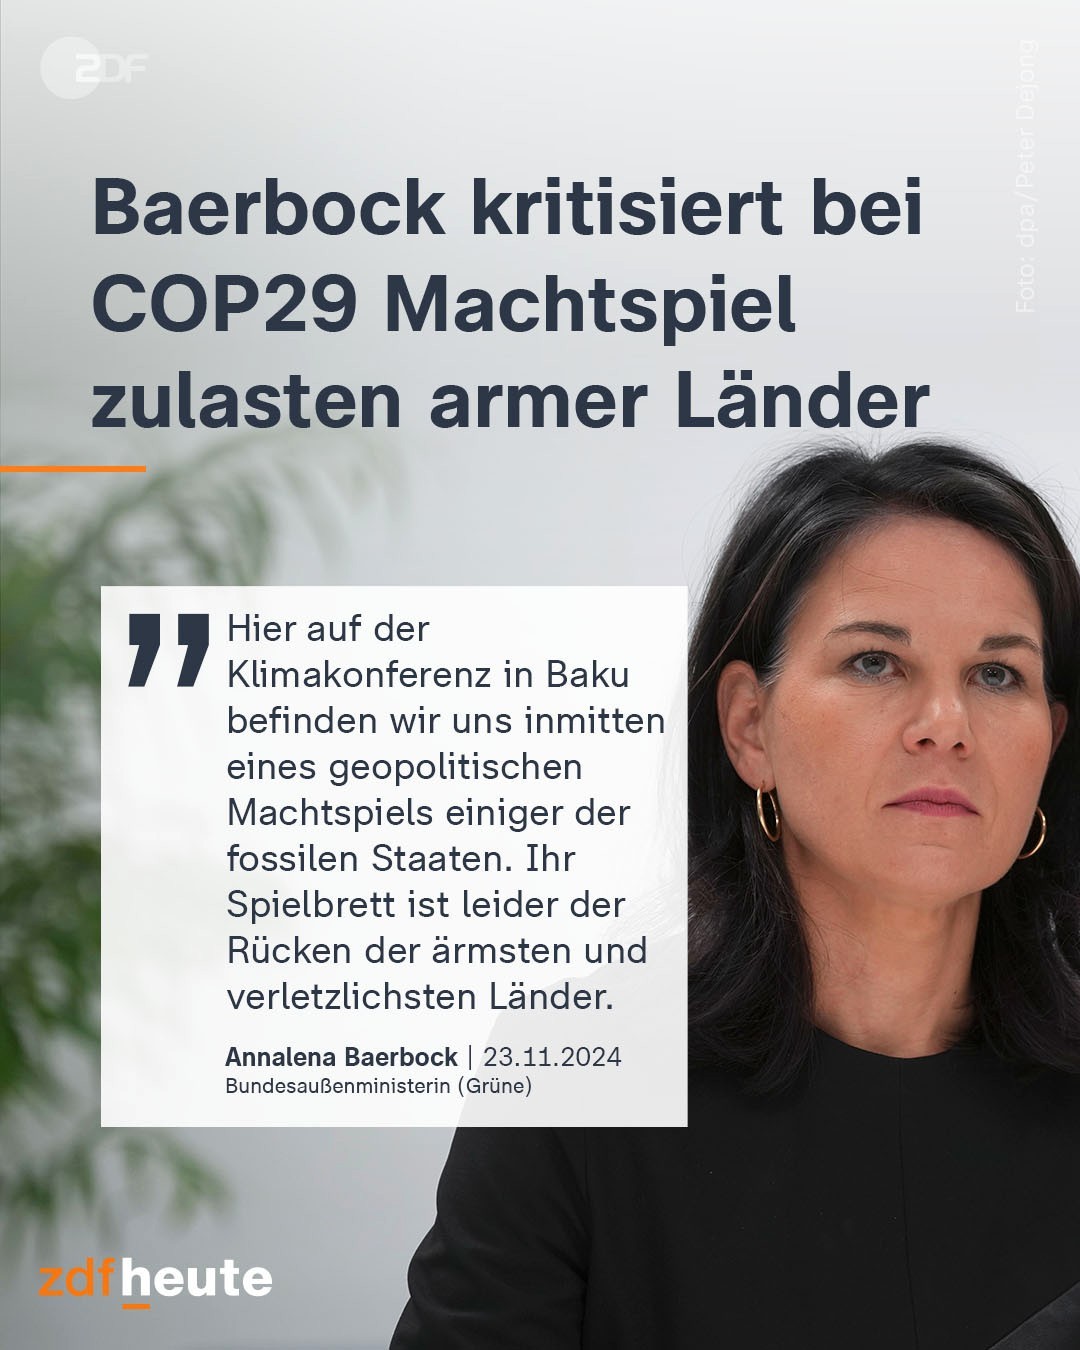 ZDF
Foto: dpa/Peter Dejong
Baerbock kritisiert bei
COP29 Machtspiel
zulasten armer Länder
” Hier auf der
Klimakonferenz in Baku
befinden wir uns inmitten
eines geopolitischen
Machtspiels einiger der
fossilen Staaten. Ihr
Spielbrett ist leider der
Rücken der ärmsten und
verletzlichsten Länder.
Annalena Baerbock | 23.11.2024
Bundesaußenministerin (Grüne)
zdfheute